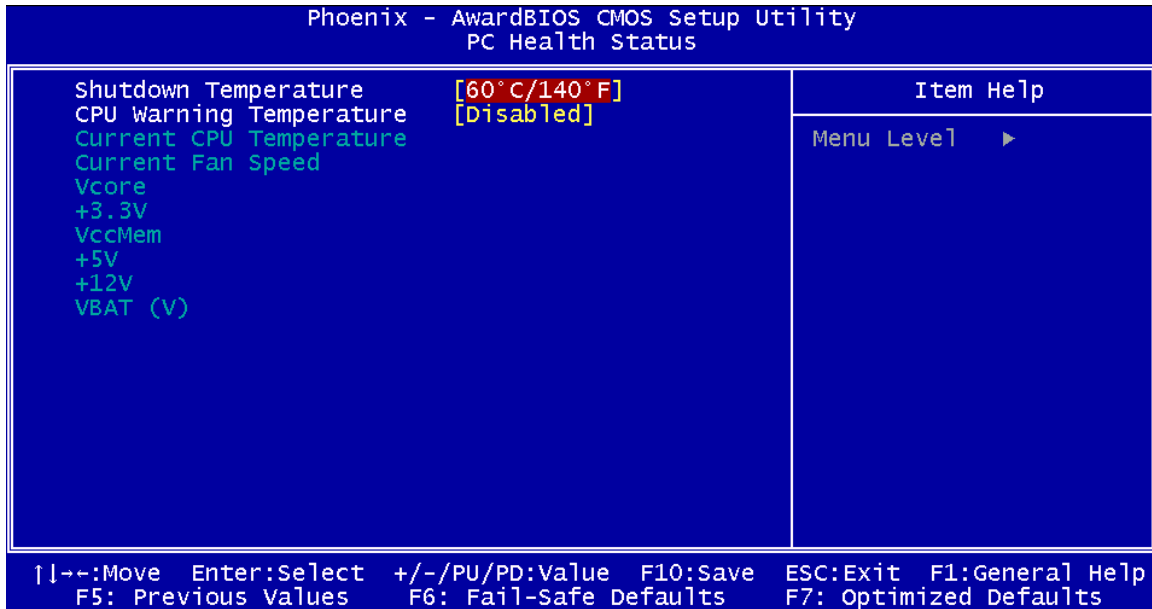 Phoenix - AwardBIOS CMOS Setup Utility
PC Health Status
Shutdown Temperature [60°C/140°F]
CPU Warning Temperature [Disabled]
Current CPU Temperature
Current Fan Speed
Vcore
+3.3V
VccMem
+5V
+12V
VBAT (V)
Item Help
Menu Level ►
↑↓→←:Move Enter:Select +/-/PU/PD:Value F10:Save ESC:Exit F1:General Help
F5: Previous Values F6: Fail-Safe Defaults F7: Optimized Defaults